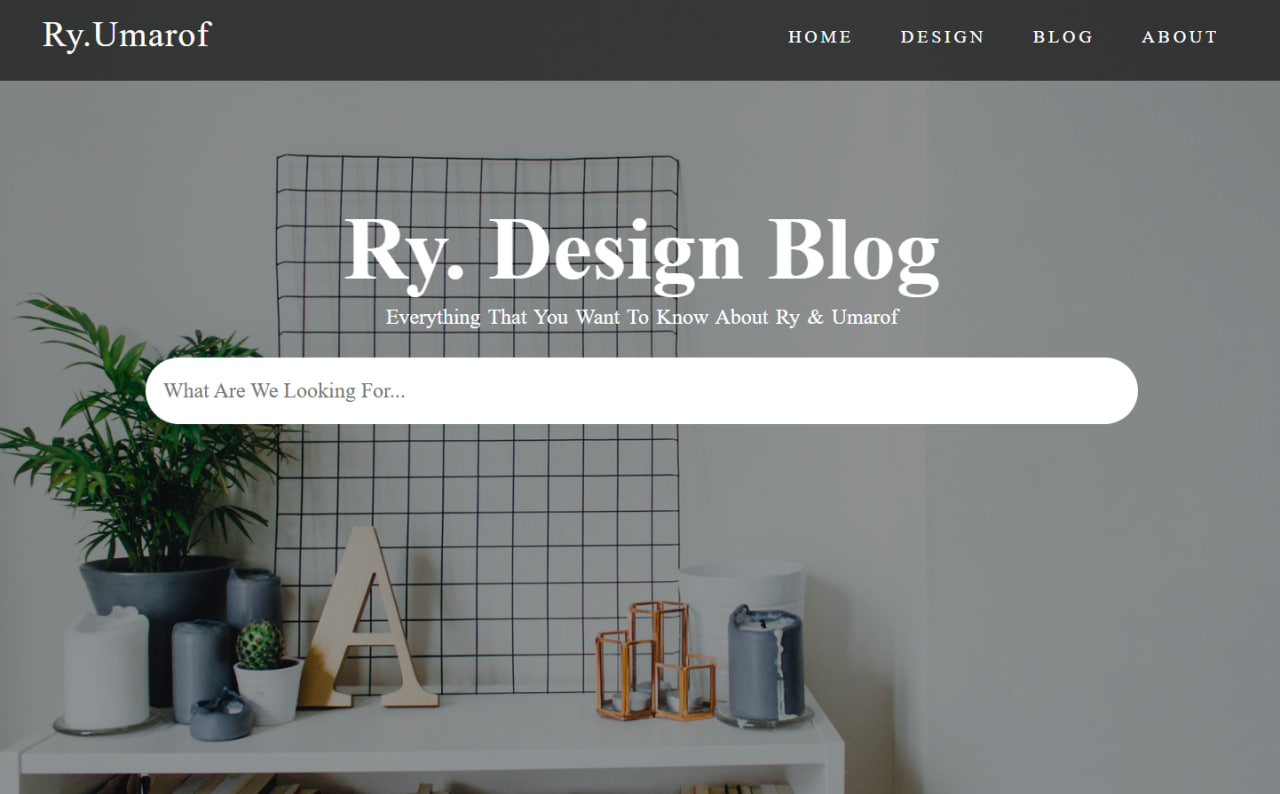 Ry.Umarof
HOME DESIGN BLOG ABOUT
Ry. Design Blog
Everything That You Want To Know About Ry & Umarof
What Are We Looking For...
A